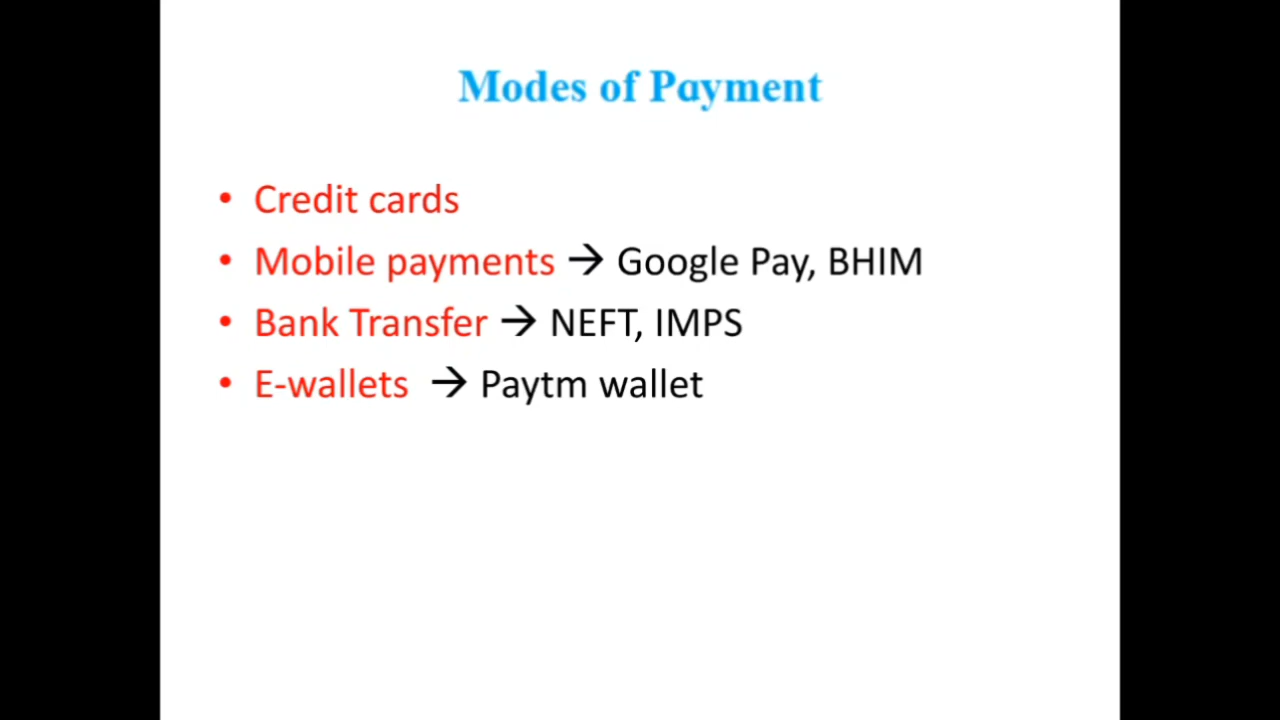 Modes of Payment
• Credit cards
• Mobile payments → Google Pay, BHIM
• Bank Transfer → NEFT, IMPS
• E-wallets → Paytm wallet